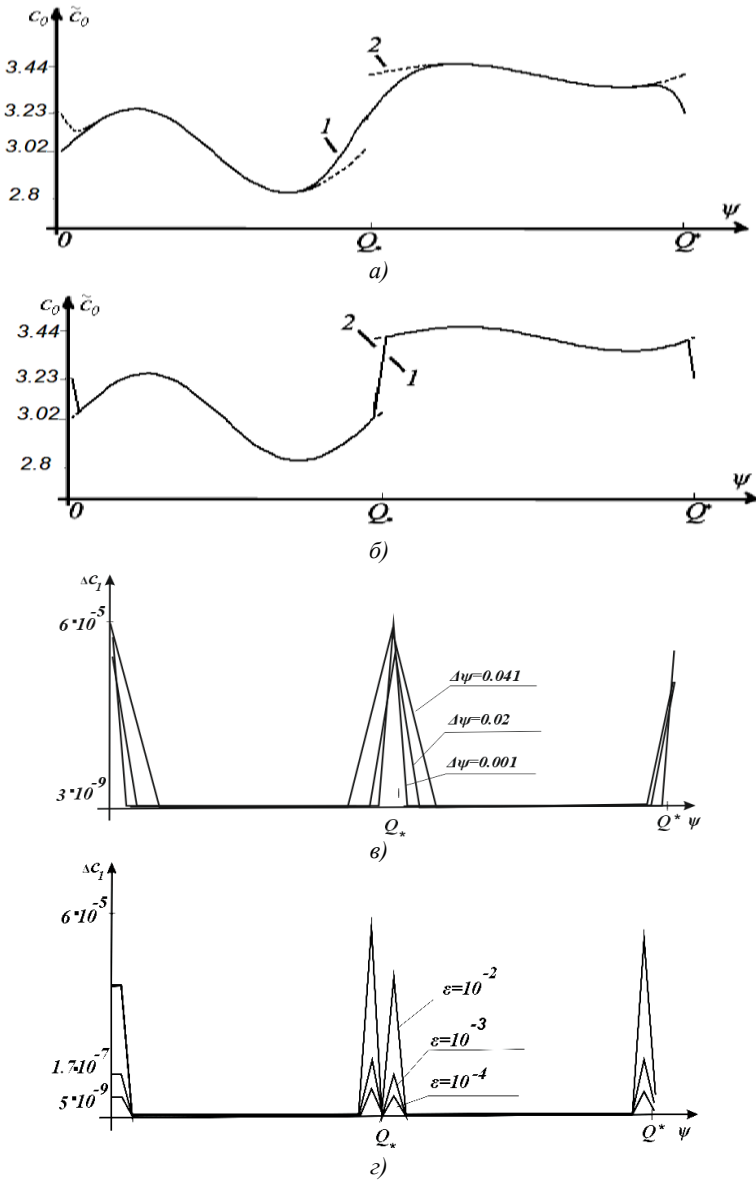 c₀ c̃₀
3.44
3.23
3.02
2.8
2
1
ψ
0
Q*
Q*
а)
c₀ c̃₀
3.44
3.23
3.02
2.8
2
1
ψ
0
Q*
Q*
б)
Δc₁
6*10⁻⁵
3*10⁻⁹
Δψ=0.041
Δψ=0.02
Δψ=0.001
Q*
Q* ψ
в)
Δc₁
6*10⁻⁵
1.7*10⁻⁷
5*10⁻⁹
ε=10⁻²
ε=10⁻³
ε=10⁻⁴
Q*
Q* ψ
г)